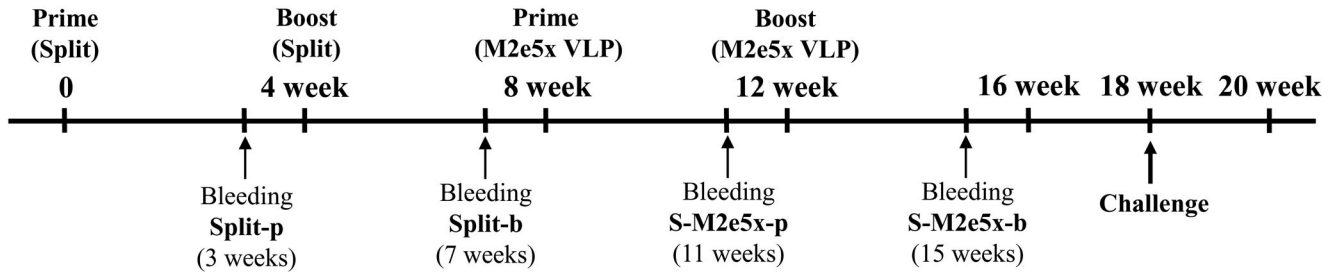 Prime
(Split)
Boost
(Split)
Prime
(M2e5x VLP)
Boost
(M2e5x VLP)
0
4 week
8 week
12 week
16 week
18 week
20 week
Bleeding
Split-p
(3 weeks)
Bleeding
Split-b
(7 weeks)
Bleeding
S-M2e5x-p
(11 weeks)
Bleeding
S-M2e5x-b
(15 weeks)
Challenge